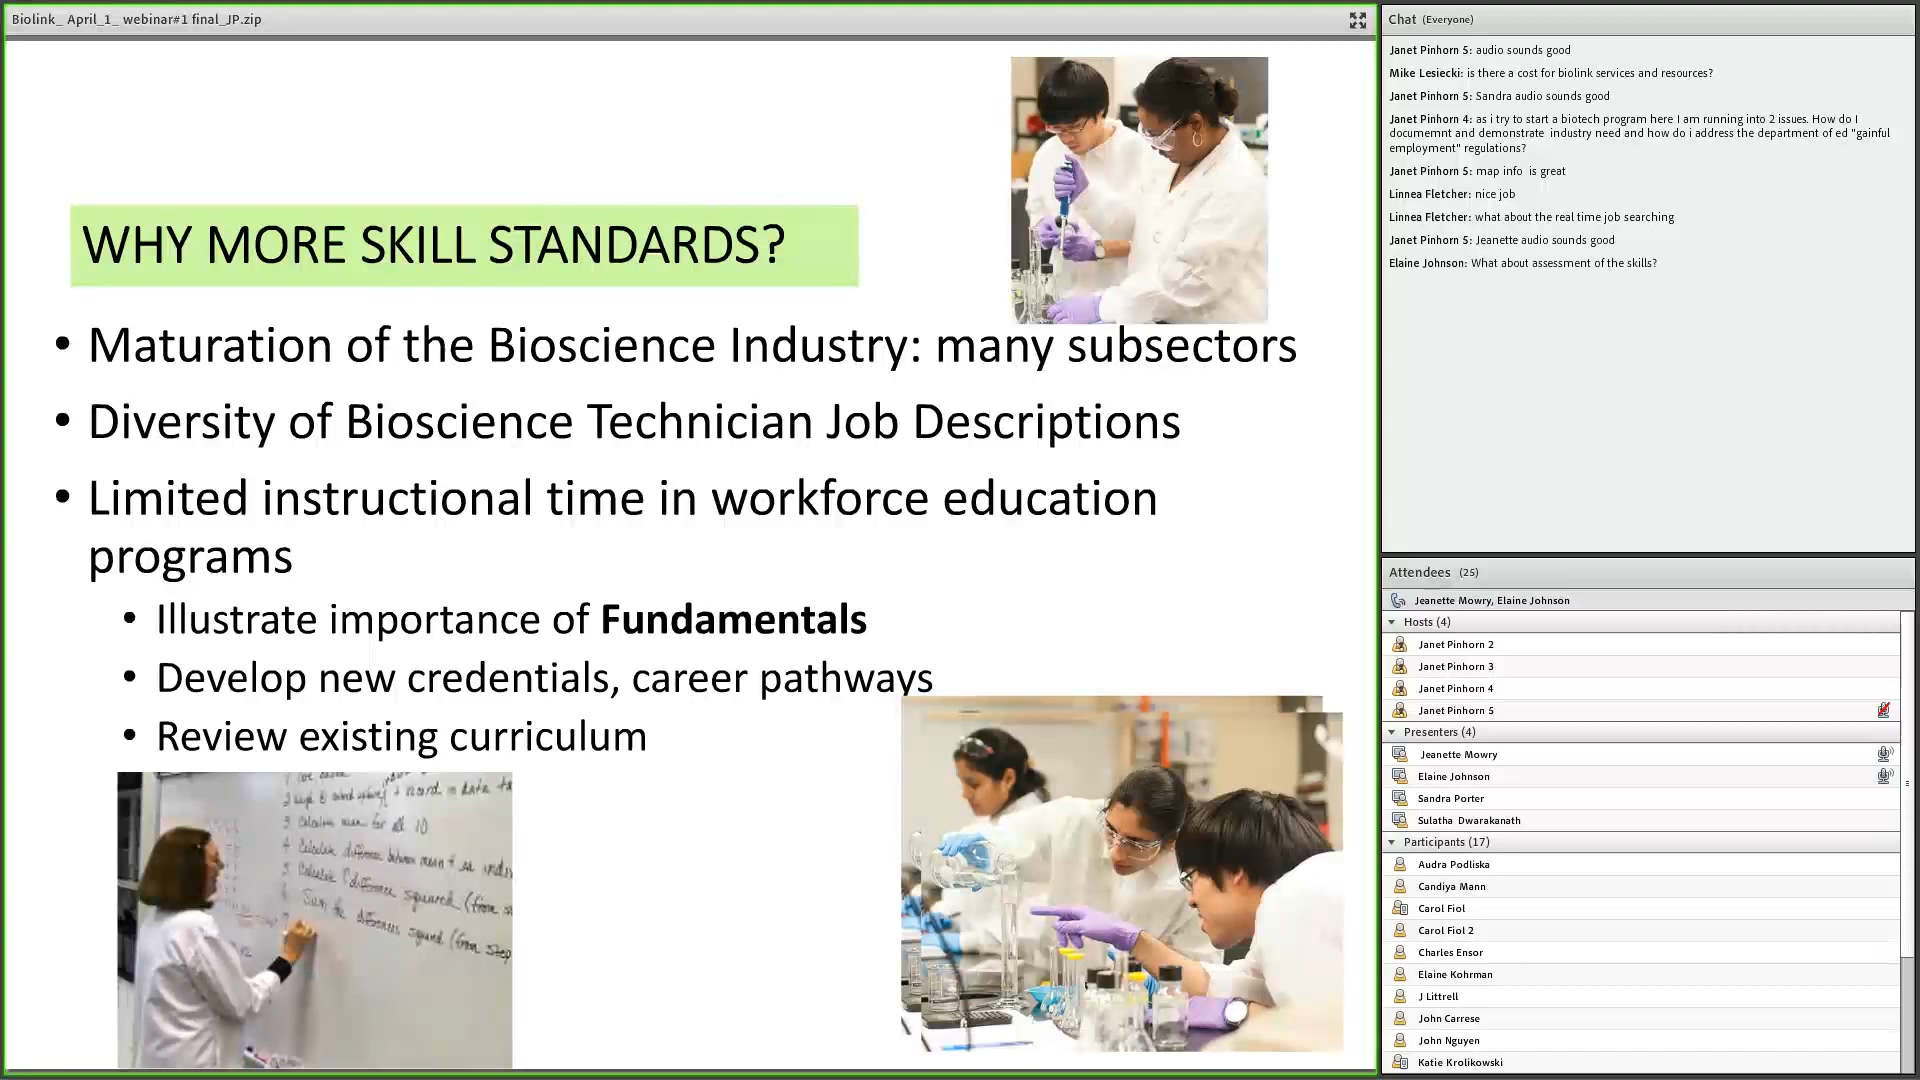 Biolink_ April_1_ webinar#1 final_JP.zip
WHY MORE SKILL STANDARDS?
• Maturation of the Bioscience Industry: many subsectors
• Diversity of Bioscience Technician Job Descriptions
• Limited instructional time in workforce education
programs
• Illustrate importance of Fundamentals
• Develop new credentials, career pathways
• Review existing curriculum
Chat (Everyone)
Janet Pinhorn 5: audio sounds good
Mike Lesiecki: is there a cost for biolink services and resources?
Janet Pinhorn 5: Sandra audio sounds good
Janet Pinhorn 4: as i try to start a biotech program here I am running into 2 issues. How do I
documemnt and demonstrate industry need and how do i address the department of ed "gainful
employment" regulations?
Janet Pinhorn 5: map info is great
Linnea Fletcher: nice job
Linnea Fletcher: what about the real time job searching
Janet Pinhorn 5: Jeanette audio sounds good
Elaine Johnson: What about assessment of the skills?
Attendees (25)
Jeanette Mowry, Elaine Johnson
Hosts (4)
Janet Pinhorn 2
Janet Pinhorn 3
Janet Pinhorn 4
Janet Pinhorn 5
Presenters (4)
Jeanette Mowry
Elaine Johnson
Sandra Porter
Sulatha Dwarakanath
Participants (17)
Audra Podliska
Candiya Mann
Carol Fiol
Carol Fiol 2
Charles Ensor
Elaine Kohrman
J Littrell
John Carrese
John Nguyen
Katie Krolikowski